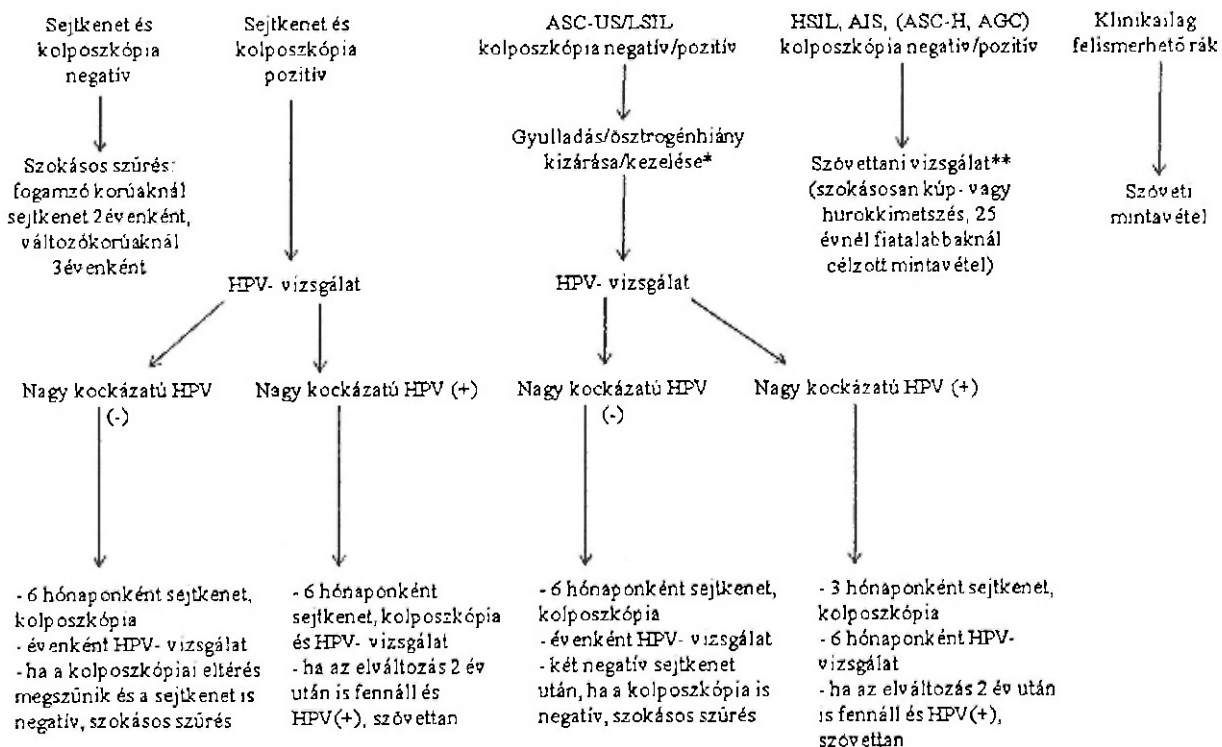 Sejtkenet és
kolposzkópia
negatív
Sejtkenet és
kolposzkópia
pozitív
ASC-US/LSIL
kolposzkópia negatív/pozitív
HSIL, AIS, (ASC-H, AGC)
kolposzkópia negatív/pozitív
Klinikailag
felismerhető rák
Szokásos szűrés:
fogamzó korúaknál
sejtkenet 2 évenként,
változókorúaknál
3 évenként
Gyulladás/ösztrogénhiány
kizárása/kezelése*
Szövettani vizsgálat**
(szokásosan kúp- vagy
hurokkimetszés, 25
évnél fiatalabbaknál
célzott mintavétel)
Szöveti
mintavétel
HPV- vizsgálat
HPV- vizsgálat
Nagy kockázatú HPV
(-)
Nagy kockázatú HPV (+)
Nagy kockázatú HPV
(-)
Nagy kockázatú HPV (+)
- 6 hónaponként sejtkenet,
kolposzkópia
- évenként HPV- vizsgálat
- ha a kolposzkópiai eltérés
megszűnik és a sejtkenet is
negatív, szokásos szűrés
- 6 hónaponként
sejtkenet, kolposzkópia
és HPV- vizsgálat
- ha az elváltozás 2 év
után is fennáll és
HPV(+), szövettan
- 6 hónaponként sejtkenet,
kolposzkópia
- évenként HPV- vizsgálat
- két negatív sejtkenet
után, ha a kolposzkópia is
negatív, szokásos szűrés
- 3 hónaponként sejtkenet,
kolposzkópia
- 6 hónaponként HPV-
vizsgálat
- ha az elváltozás 2 év után
is fennáll és HPV(+),
szövettan